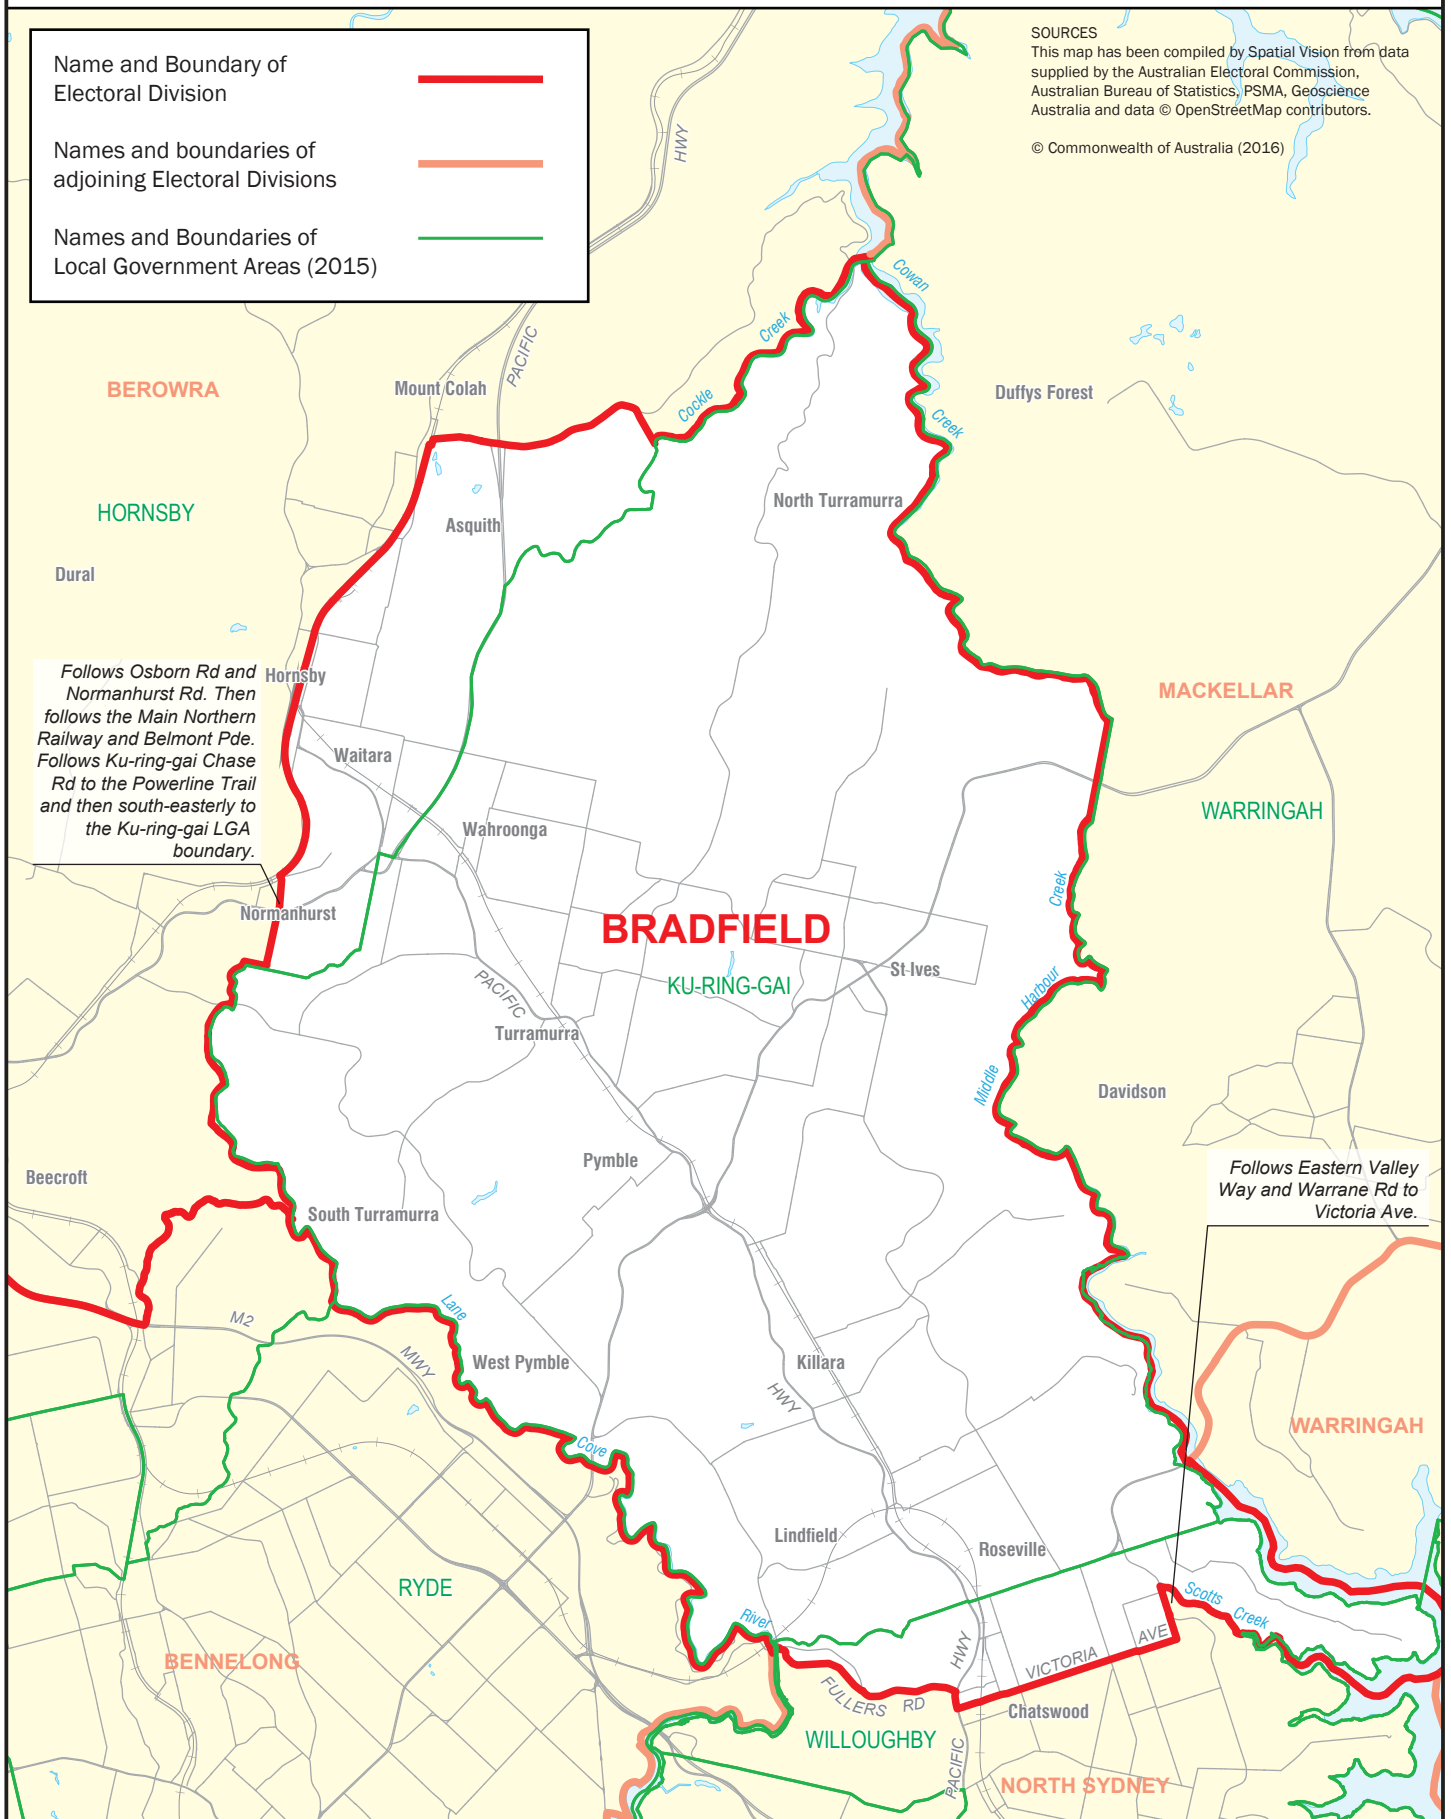 Name and Boundary of
Electoral Division
Names and boundaries of
adjoining Electoral Divisions
Names and Boundaries of
Local Government Areas (2015)
SOURCES
This map has been compiled by Spatial Vision from data
supplied by the Australian Electoral Commission,
Australian Bureau of Statistics, PSMA, Geoscience
Australia and data © OpenStreetMap contributors.
© Commonwealth of Australia (2016)
HWY
Cowan
Creek
PACIFIC
BEROWRA
Mount Colah
Cockle
Duffys Forest
Creek
North Turramurra
HORNSBY
Asquith
Dural
Follows Osborn Rd and
Normanhurst Rd. Then
follows the Main Northern
Railway and Belmont Pde.
Follows Ku-ring-gai Chase
Rd to the Powerline Trail
and then south-easterly to
the Ku-ring-gai LGA
boundary.
Hornsby
MACKELLAR
Waitara
WARRINGAH
Wahroonga
Creek
Normanhurst
BRADFIELD
St Ives
KU-RING-GAI
PACIFIC
Harbour
Turramurra
Middle
Davidson
Pymble
Beecroft
Follows Eastern Valley
Way and Warrane Rd to
Victoria Ave.
South Turramurra
Lane
M2
MWY
West Pymble
Killara
HWY
WARRINGAH
Cove
Lindfield
Roseville
RYDE
Scotts
Creek
River
AVE
HWY
VICTORIA
BENNELONG
FULLERS
RD
Chatswood
WILLOUGHBY
PACIFIC
NORTH SYDNEY